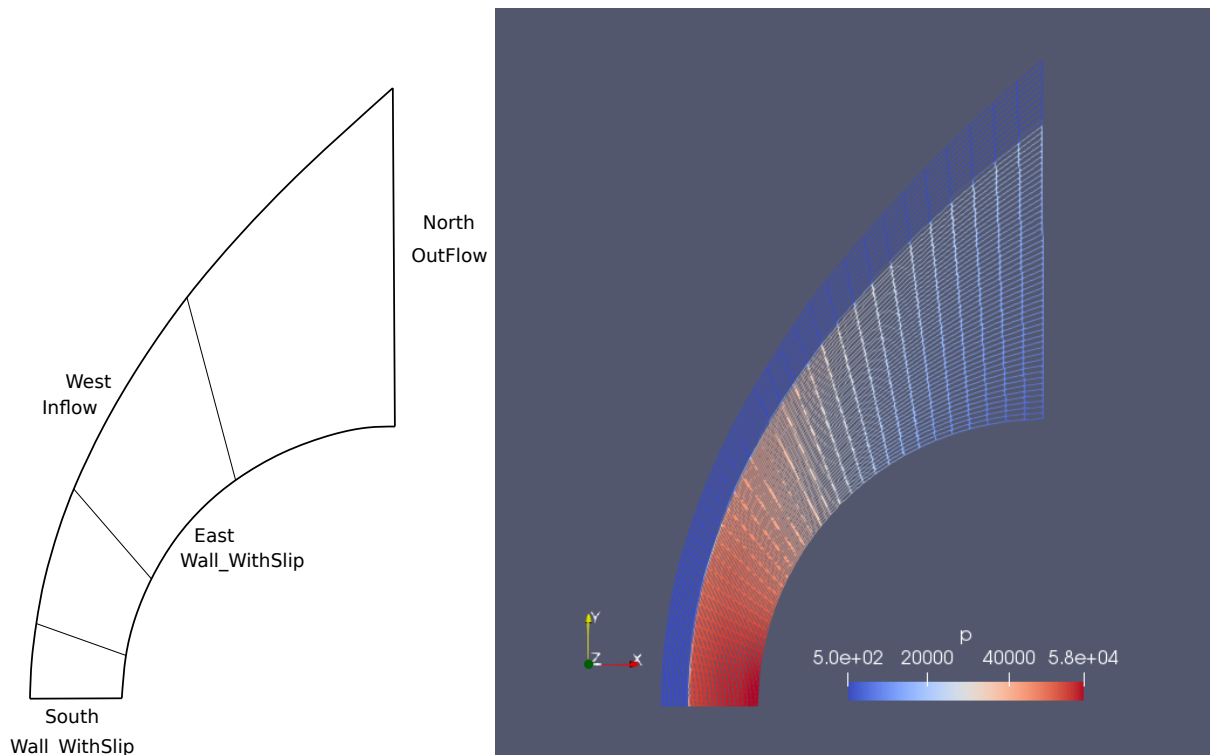 North
OutFlow
West
Inflow
East
Wall_WithSlip
South
Wall_WithSlip
Y
Z X
p
5.0e+02 20000 40000 5.8e+04